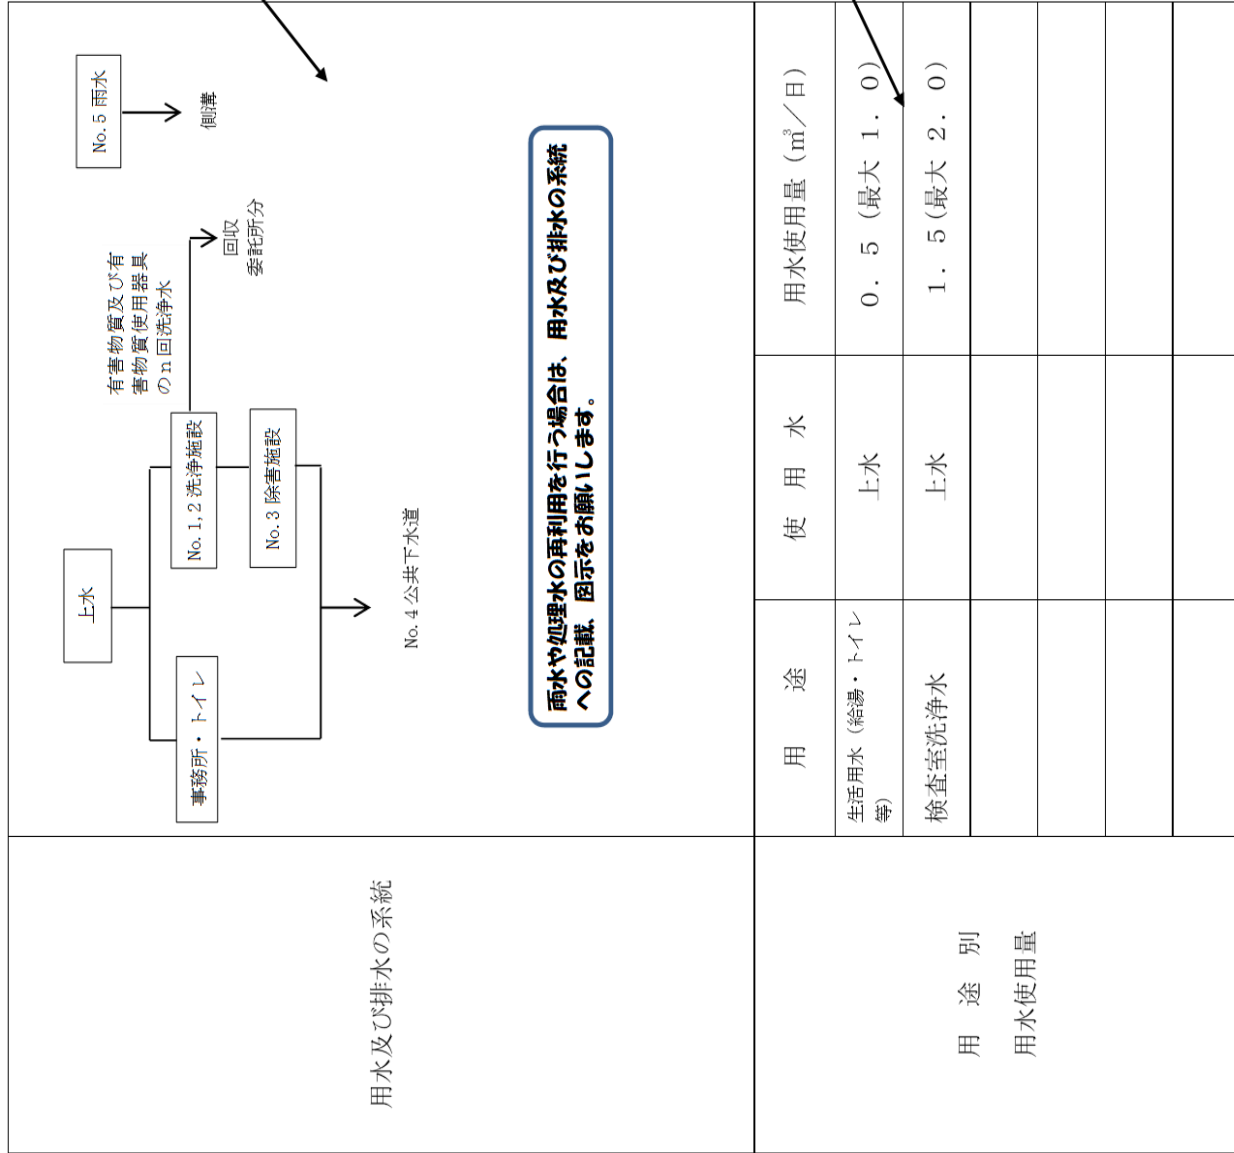 用水及び排水の系統
上水
事務所・トイレ
No.1,2 洗浄施設
No.3 除害施設
No.4 公共下水道
有害物質及び有
害物質使用器具
のn回洗浄水
回収
委託所分
No.5 雨水
側溝
雨水や処理水の再利用を行う場合は、用水及び排水の系統
への記載、図示をお願いします。
用 途 別
用水使用量
用 途
使 用 水
用水使用量（㎥／日）
生活用水（給湯・トイレ
等）
上水
０．５（最大 １．０）
検査室洗浄水
上水
１．５（最大 ２．０）